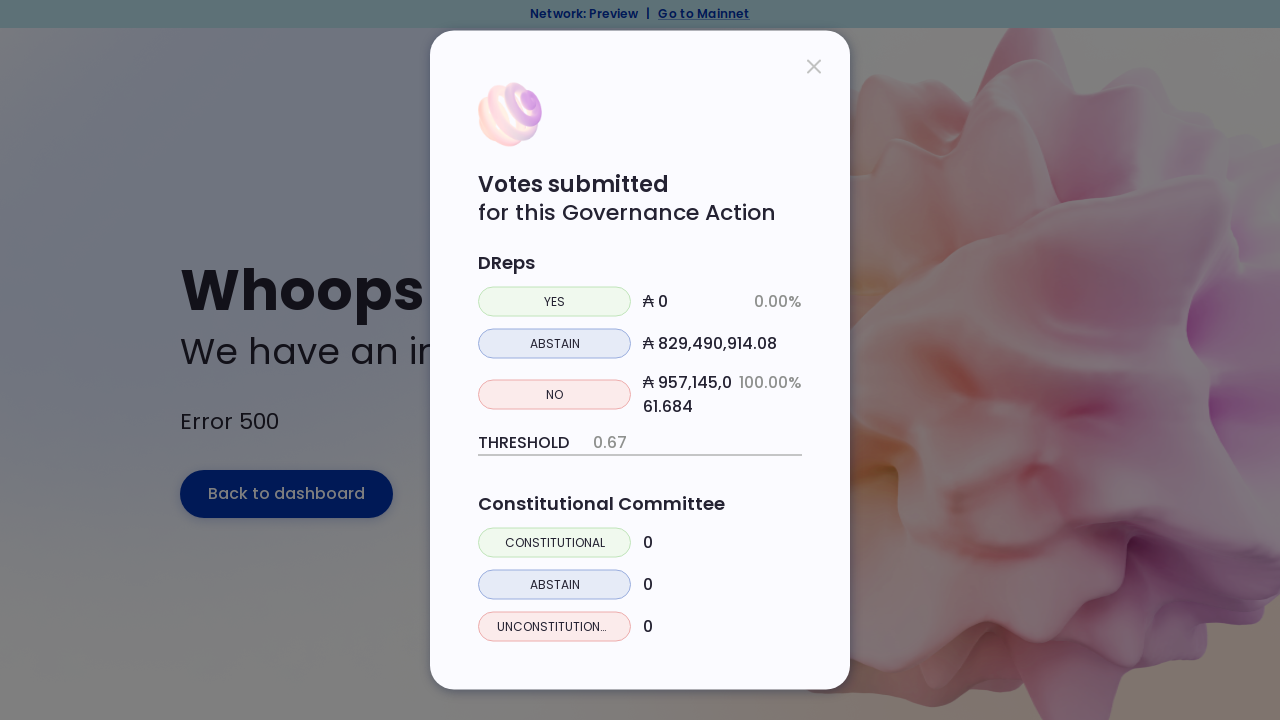 Network: Preview | Go to Mainnet
Votes submitted
for this Governance Action
DReps
YES ₳ 0 0.00%
ABSTAIN ₳ 829,490,914.08
NO ₳ 957,145,0 100.00%
61.684
THRESHOLD 0.67
Constitutional Committee
CONSTITUTIONAL 0
ABSTAIN 0
UNCONSTITUTION... 0
Whoops
We have an
Error 500
Back to dashboard